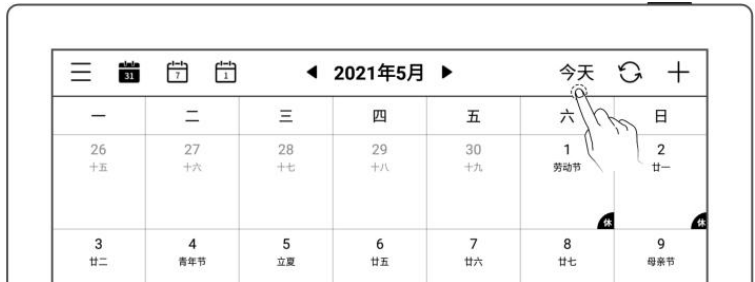 31 7 1 2021年5月 今天
一 二 三 四 五 六 日
26 27 28 29 30 1 2
十五 十六 十七 十八 十九 劳动节 廿一
休 休
3 4 5 6 7 8 9
廿二 青年节 立夏 廿五 廿六 廿七 母亲节